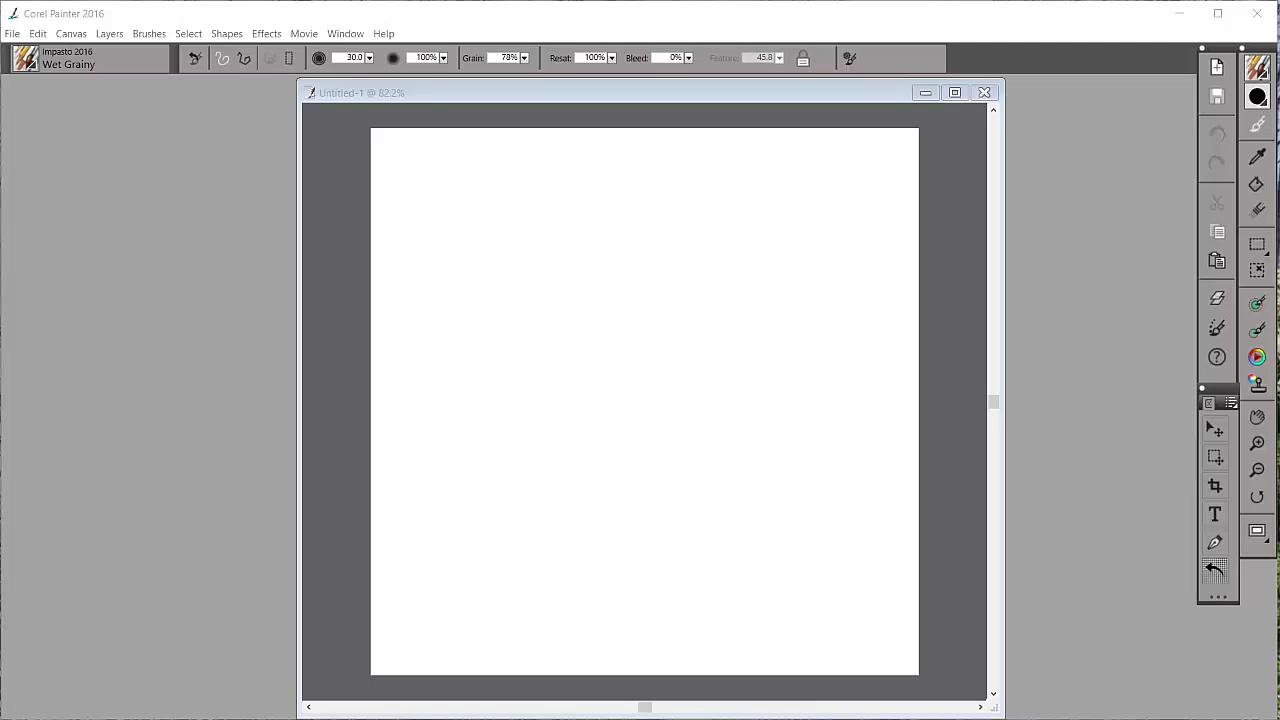 Corel Painter 2016
File Edit Canvas Layers Brushes Select Shapes Effects Movie Window Help
Impasto 2016
Wet Grainy
30.0 100% Grain: 78% Resat: 100% Bleed: 0% Feature: 45.8
Untitled-1 @ 82.2%
T